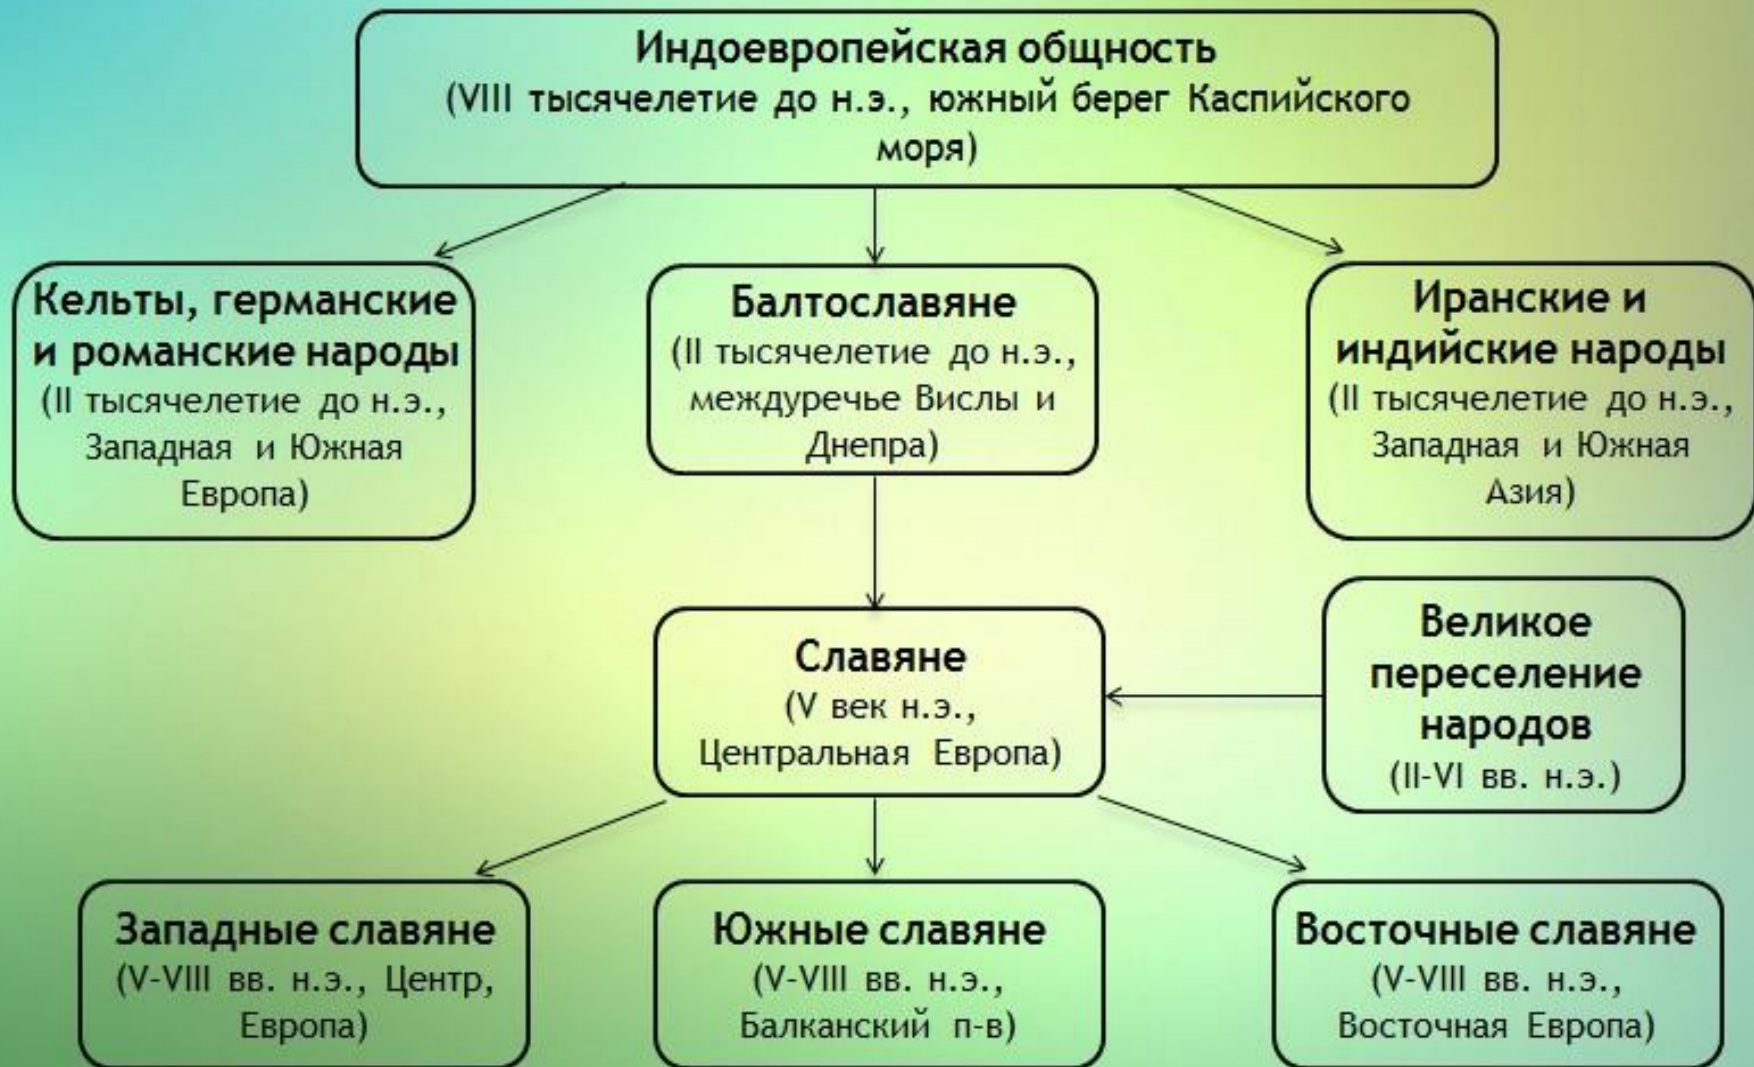 Индоевропейская общность
(VIII тысячелетие до н.э., южный берег Каспийского
моря)
Кельты, германские
и романские народы
(II тысячелетие до н.э.,
Западная и Южная
Европа)
Балтославяне
(II тысячелетие до н.э.,
междуречье Вислы и
Днепра)
Иранские и
индийские народы
(II тысячелетие до н.э.,
Западная и Южная
Азия)
Славяне
(V век н.э.,
Центральная Европа)
Великое
переселение
народов
(II-VI вв. н.э.)
Западные славяне
(V-VIII вв. н.э., Центр,
Европа)
Южные славяне
(V-VIII вв. н.э.,
Балканский п-в)
Восточные славяне
(V-VIII вв. н.э.,
Восточная Европа)